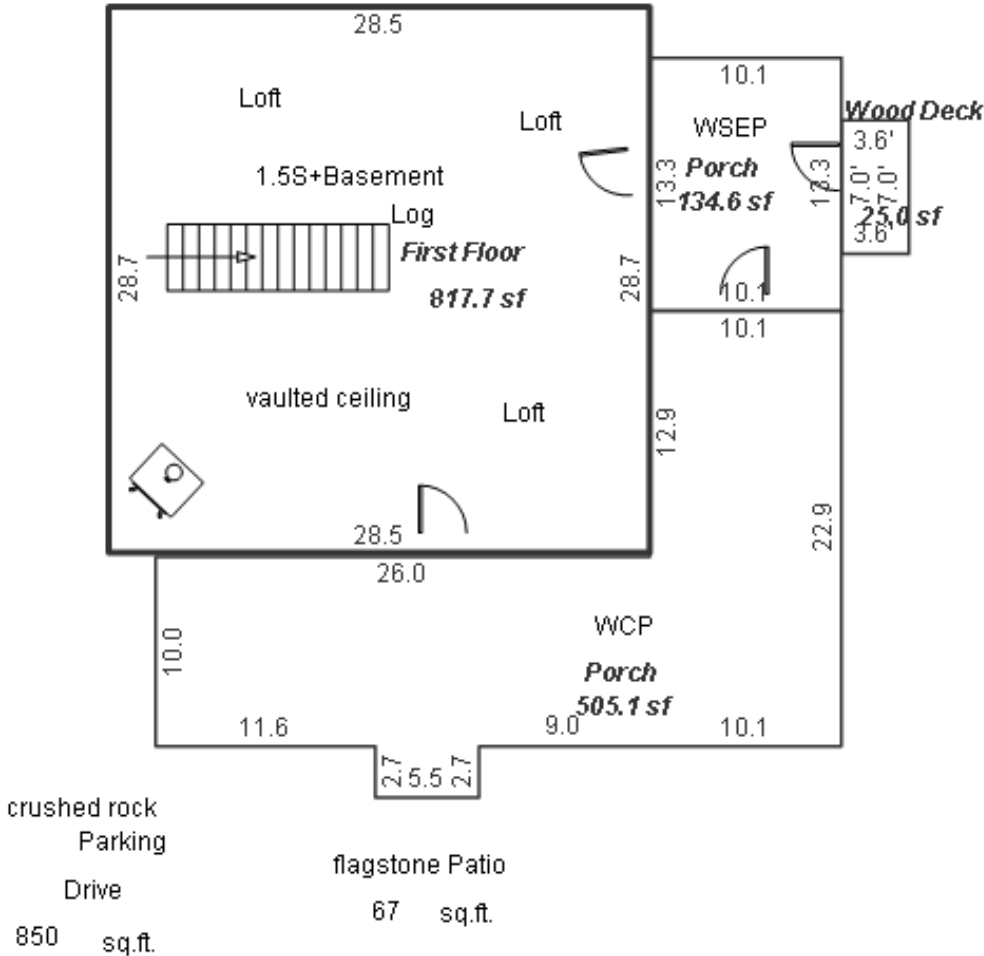 28.5
10.1
Loft
Loft
WSEP
Wood Deck
3.6'
1.5S+Basement
Porch
13.3
13.3
7.0'
7.0'
134.6 sf
Log
25.0 sf
3.6'
First Floor
28.7
28.7
817.7 sf
10.1
10.1
vaulted ceiling
Loft
12.9
28.5
22.9
26.0
WCP
10.0
Porch
505.1 sf
11.6
9.0
10.1
2.7
5.5
2.7
crushed rock
Parking
Drive
850 sq.ft.
flagstone Patio
67 sq.ft.